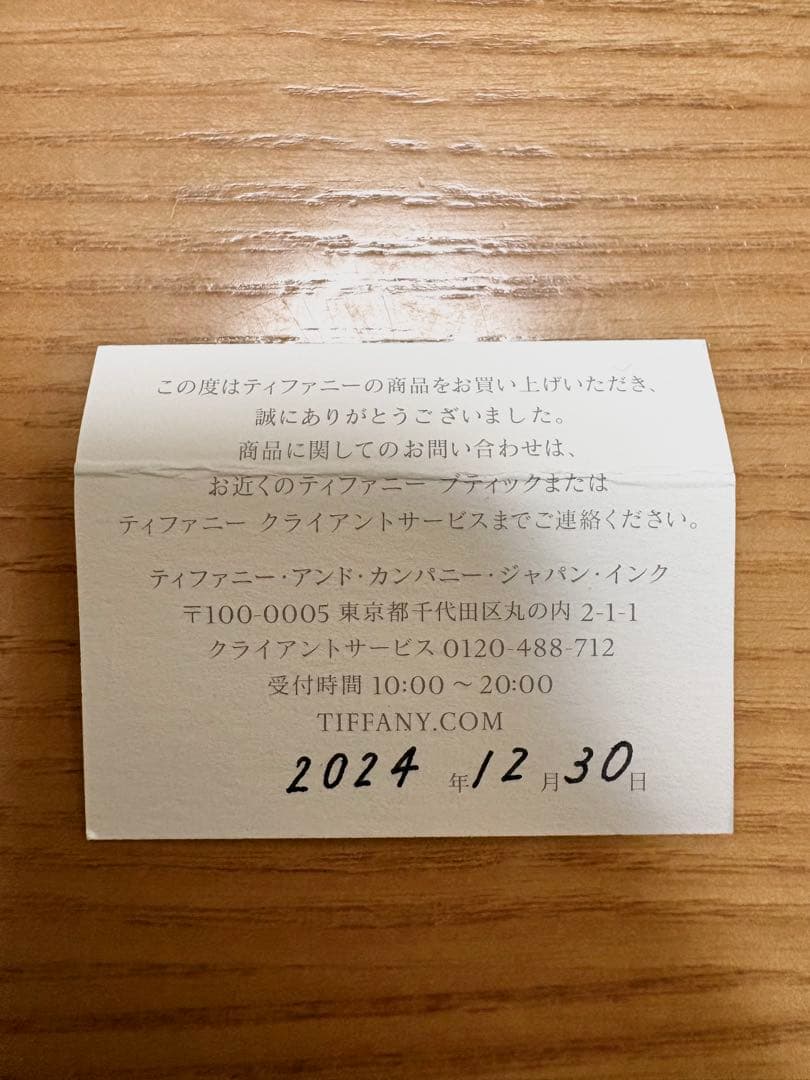 この度はティファニーの商品をお買い上げいただき、
誠にありがとうございました。
商品に関してのお問い合わせは、
お近くのティファニー ブティックまたは
ティファニー クライアントサービスまでご連絡ください。
ティファニー・アンド・カンパニー・ジャパン・インク
〒100-0005 東京都千代田区丸の内 2-1-1
クライアントサービス 0120-488-712
受付時間 10:00 〜 20:00
TIFFANY.COM
2024 年 12 月 30 日